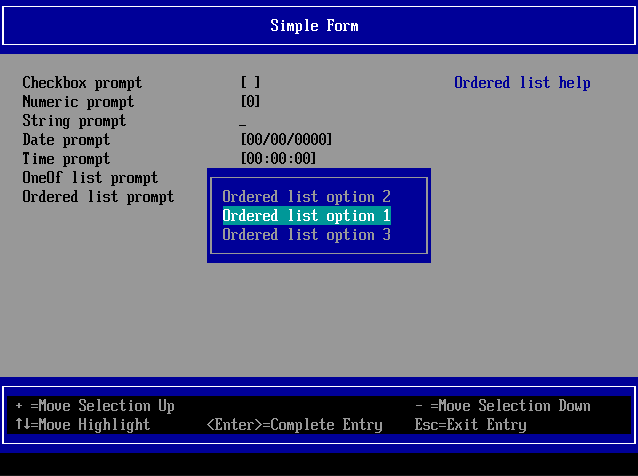 Simple Form
Checkbox prompt [ ] Ordered list help
Numeric prompt [0]
String prompt _
Date prompt [00/00/0000]
Time prompt [00:00:00]
OneOf list prompt
Ordered list prompt
Ordered list option 2
Ordered list option 1
Ordered list option 3
+ =Move Selection Up - =Move Selection Down
↑↓=Move Highlight <Enter>=Complete Entry Esc=Exit Entry